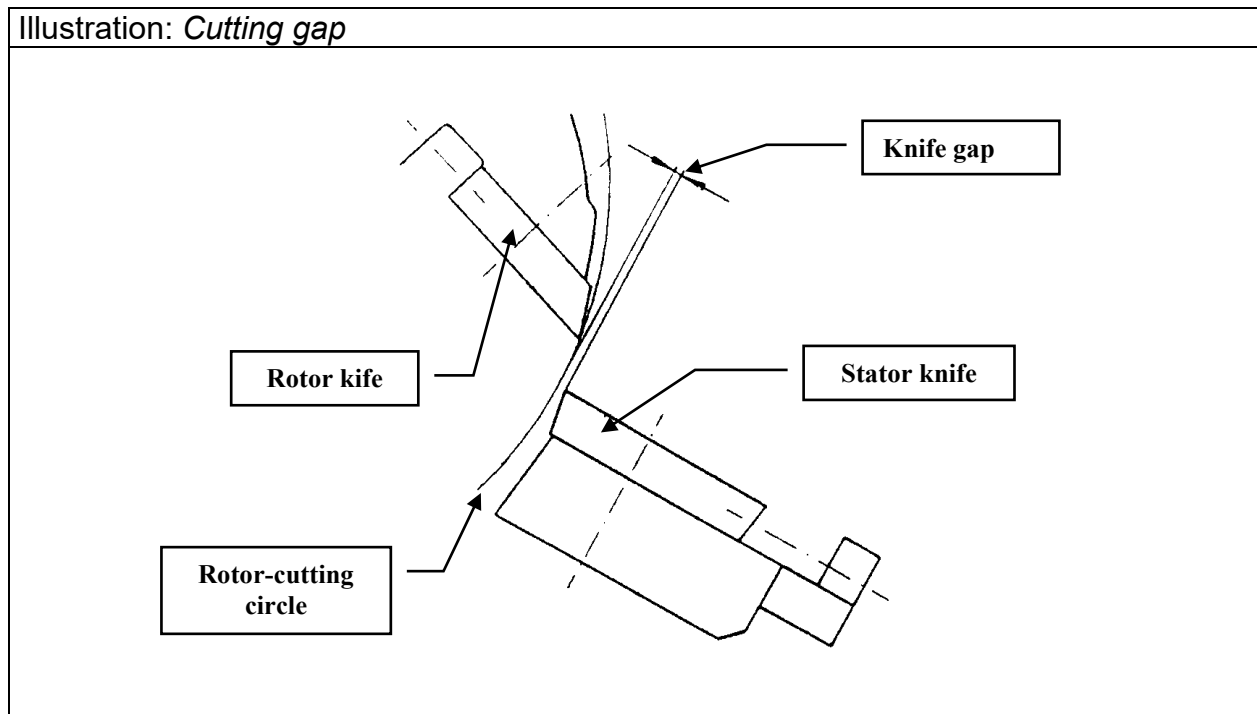 Illustration: Cutting gap
Knife gap
Rotor kife
Stator knife
Rotor-cutting
circle